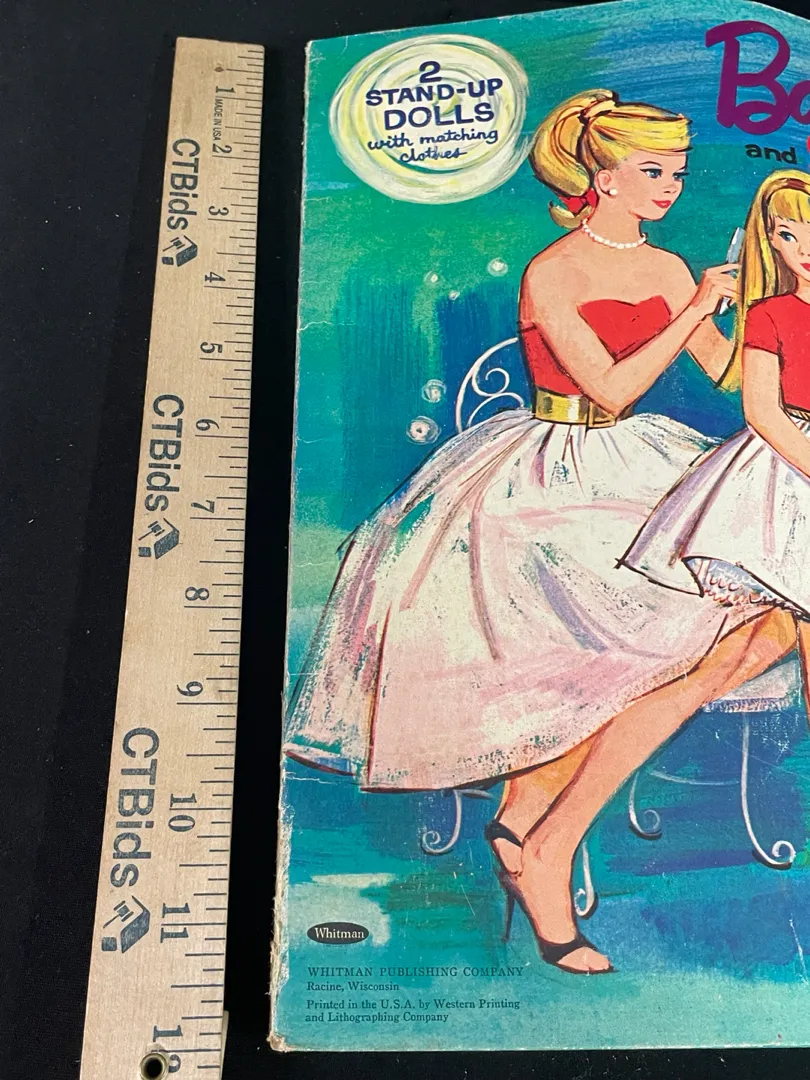 2
STAND-UP
DOLLS
with matching
clothes
Ba
and
Whitman
WHITMAN PUBLISHING COMPANY
Racine, Wisconsin
Printed in the U.S.A. by Western Printing
and Lithographing Company
1
MADE IN USA
2
CTBids
3
4
5
6
CTBids
7
8
9
10
CTBids
11